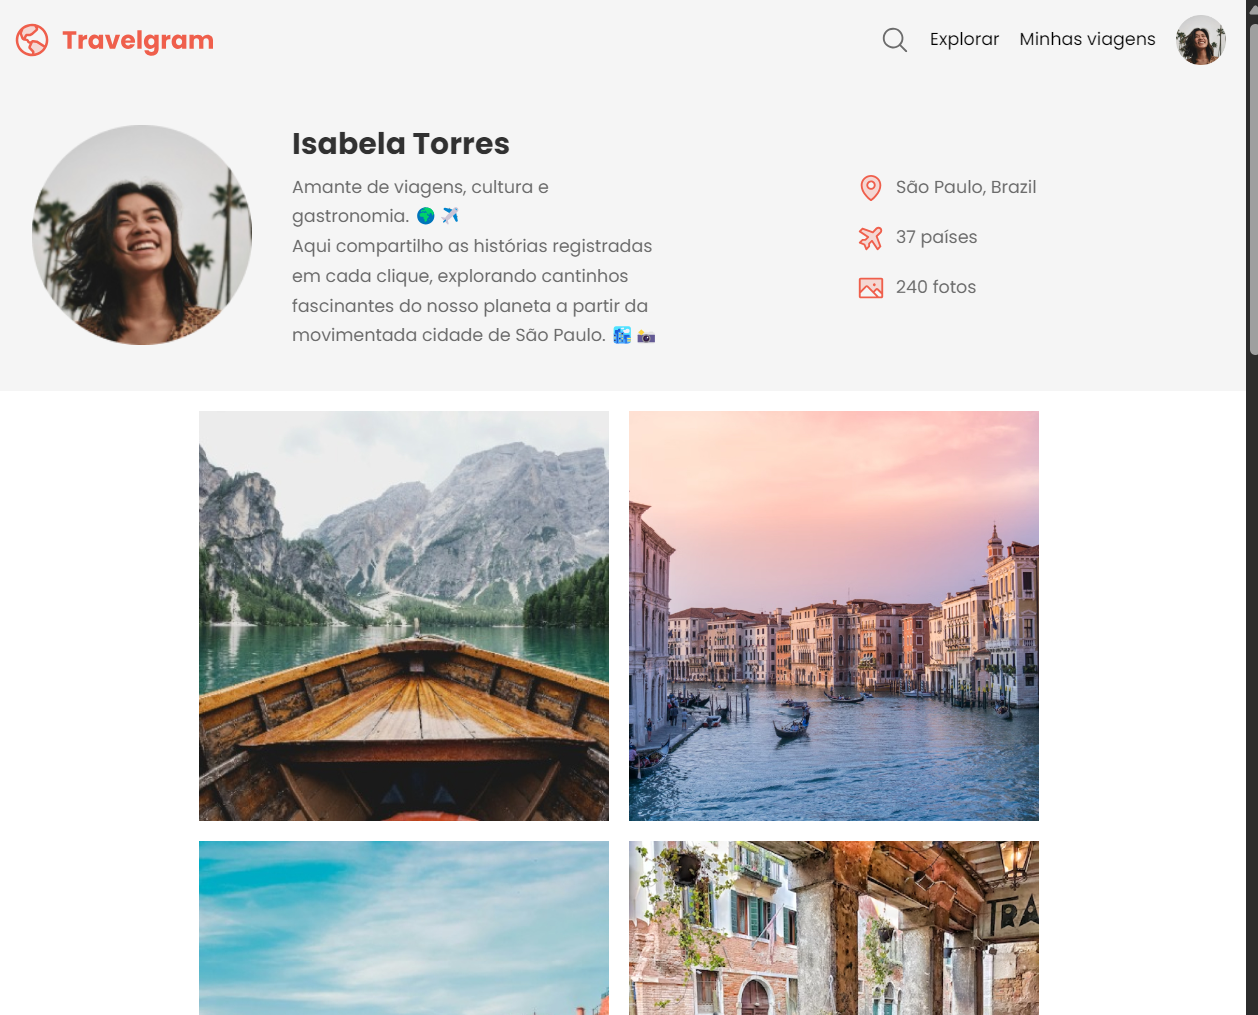 Travelgram
Explorar
Minhas viagens
Isabela Torres
Amante de viagens, cultura e
gastronomia. 🌍 ✈️
Aqui compartilho as histórias registradas
em cada clique, explorando cantinhos
fascinantes do nosso planeta a partir da
movimentada cidade de São Paulo. 🏞️ 📸
São Paulo, Brazil
37 países
240 fotos
TRA